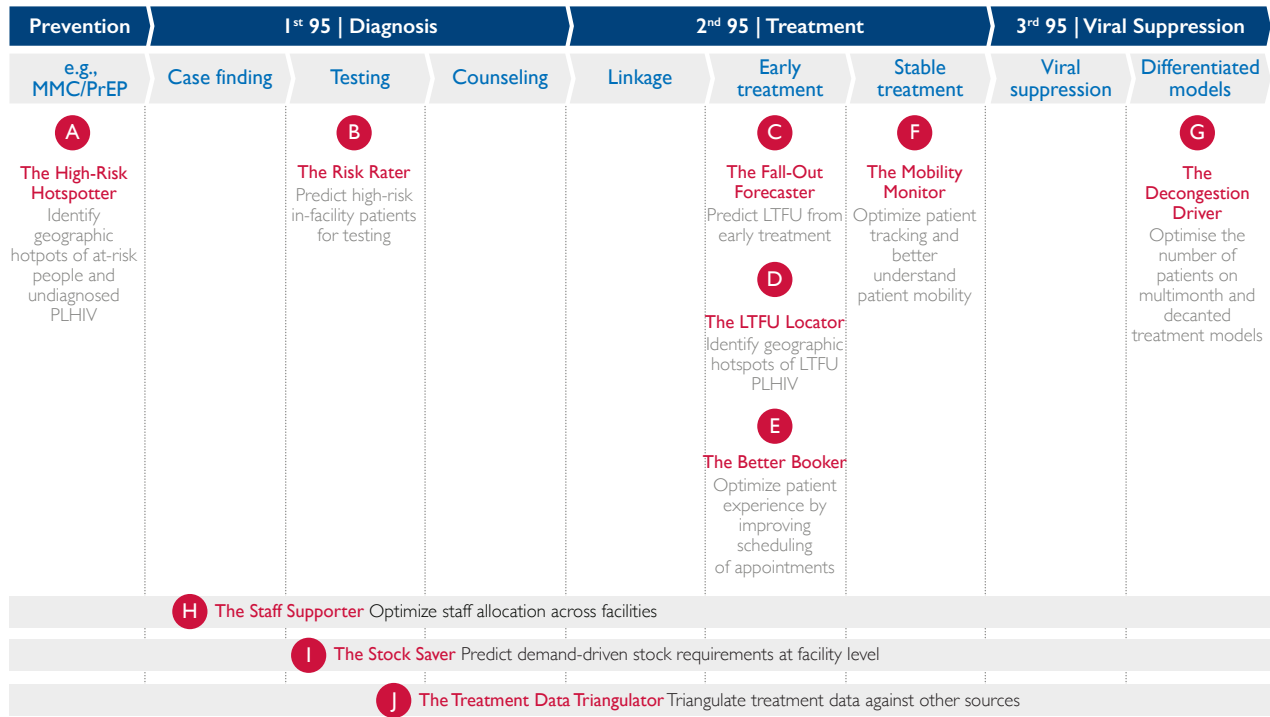 Prevention
1st 95 | Diagnosis
2nd 95 | Treatment
3rd 95 | Viral Suppression
e.g.,
MMC/PrEP
Case finding
Testing
Counseling
Linkage
Early
treatment
Stable
treatment
Viral
suppression
Differentiated
models
A
The High-Risk
Hotspotter
Identify
geographic
hotpots of at-risk
people and
undiagnosed
PLHIV
B
The Risk Rater
Predict high-risk
in-facility patients
for testing
C
The Fall-Out
Forecaster
Predict LTFU from
early treatment
D
The LTFU Locator
Identify geographic
hotspots of LTFU
PLHIV
E
The Better Booker
Optimize patient
experience by
improving
scheduling
of appointments
F
The Mobility
Monitor
Optimize patient
tracking and
better
understand
patient mobility
G
The
Decongestion
Driver
Optimise the
number of
patients on
multimonth and
decanted
treatment models
H The Staff Supporter Optimize staff allocation across facilities
I The Stock Saver Predict demand-driven stock requirements at facility level
J The Treatment Data Triangulator Triangulate treatment data against other sources